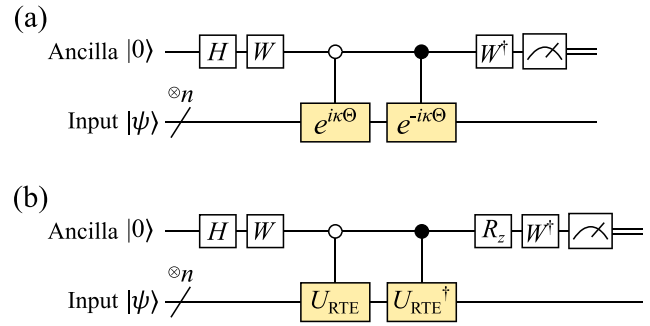 (a)
Ancilla |0⟩ H W W†
⊗n
Input |ψ⟩ e^{iκΘ} e^{-iκΘ}
(b)
Ancilla |0⟩ H W R_z W†
⊗n
Input |ψ⟩ U_RTE U_RTE†